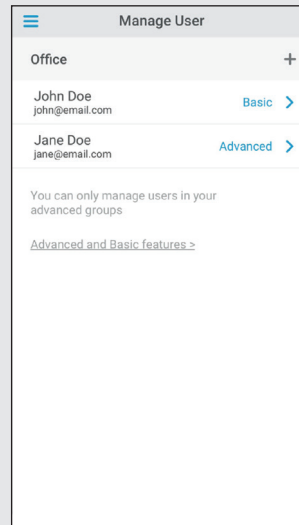 Manage User
Office +
John Doe
john@email.com
Basic >
Jane Doe
jane@email.com
Advanced >
You can only manage users in your
advanced groups
Advanced and Basic features >